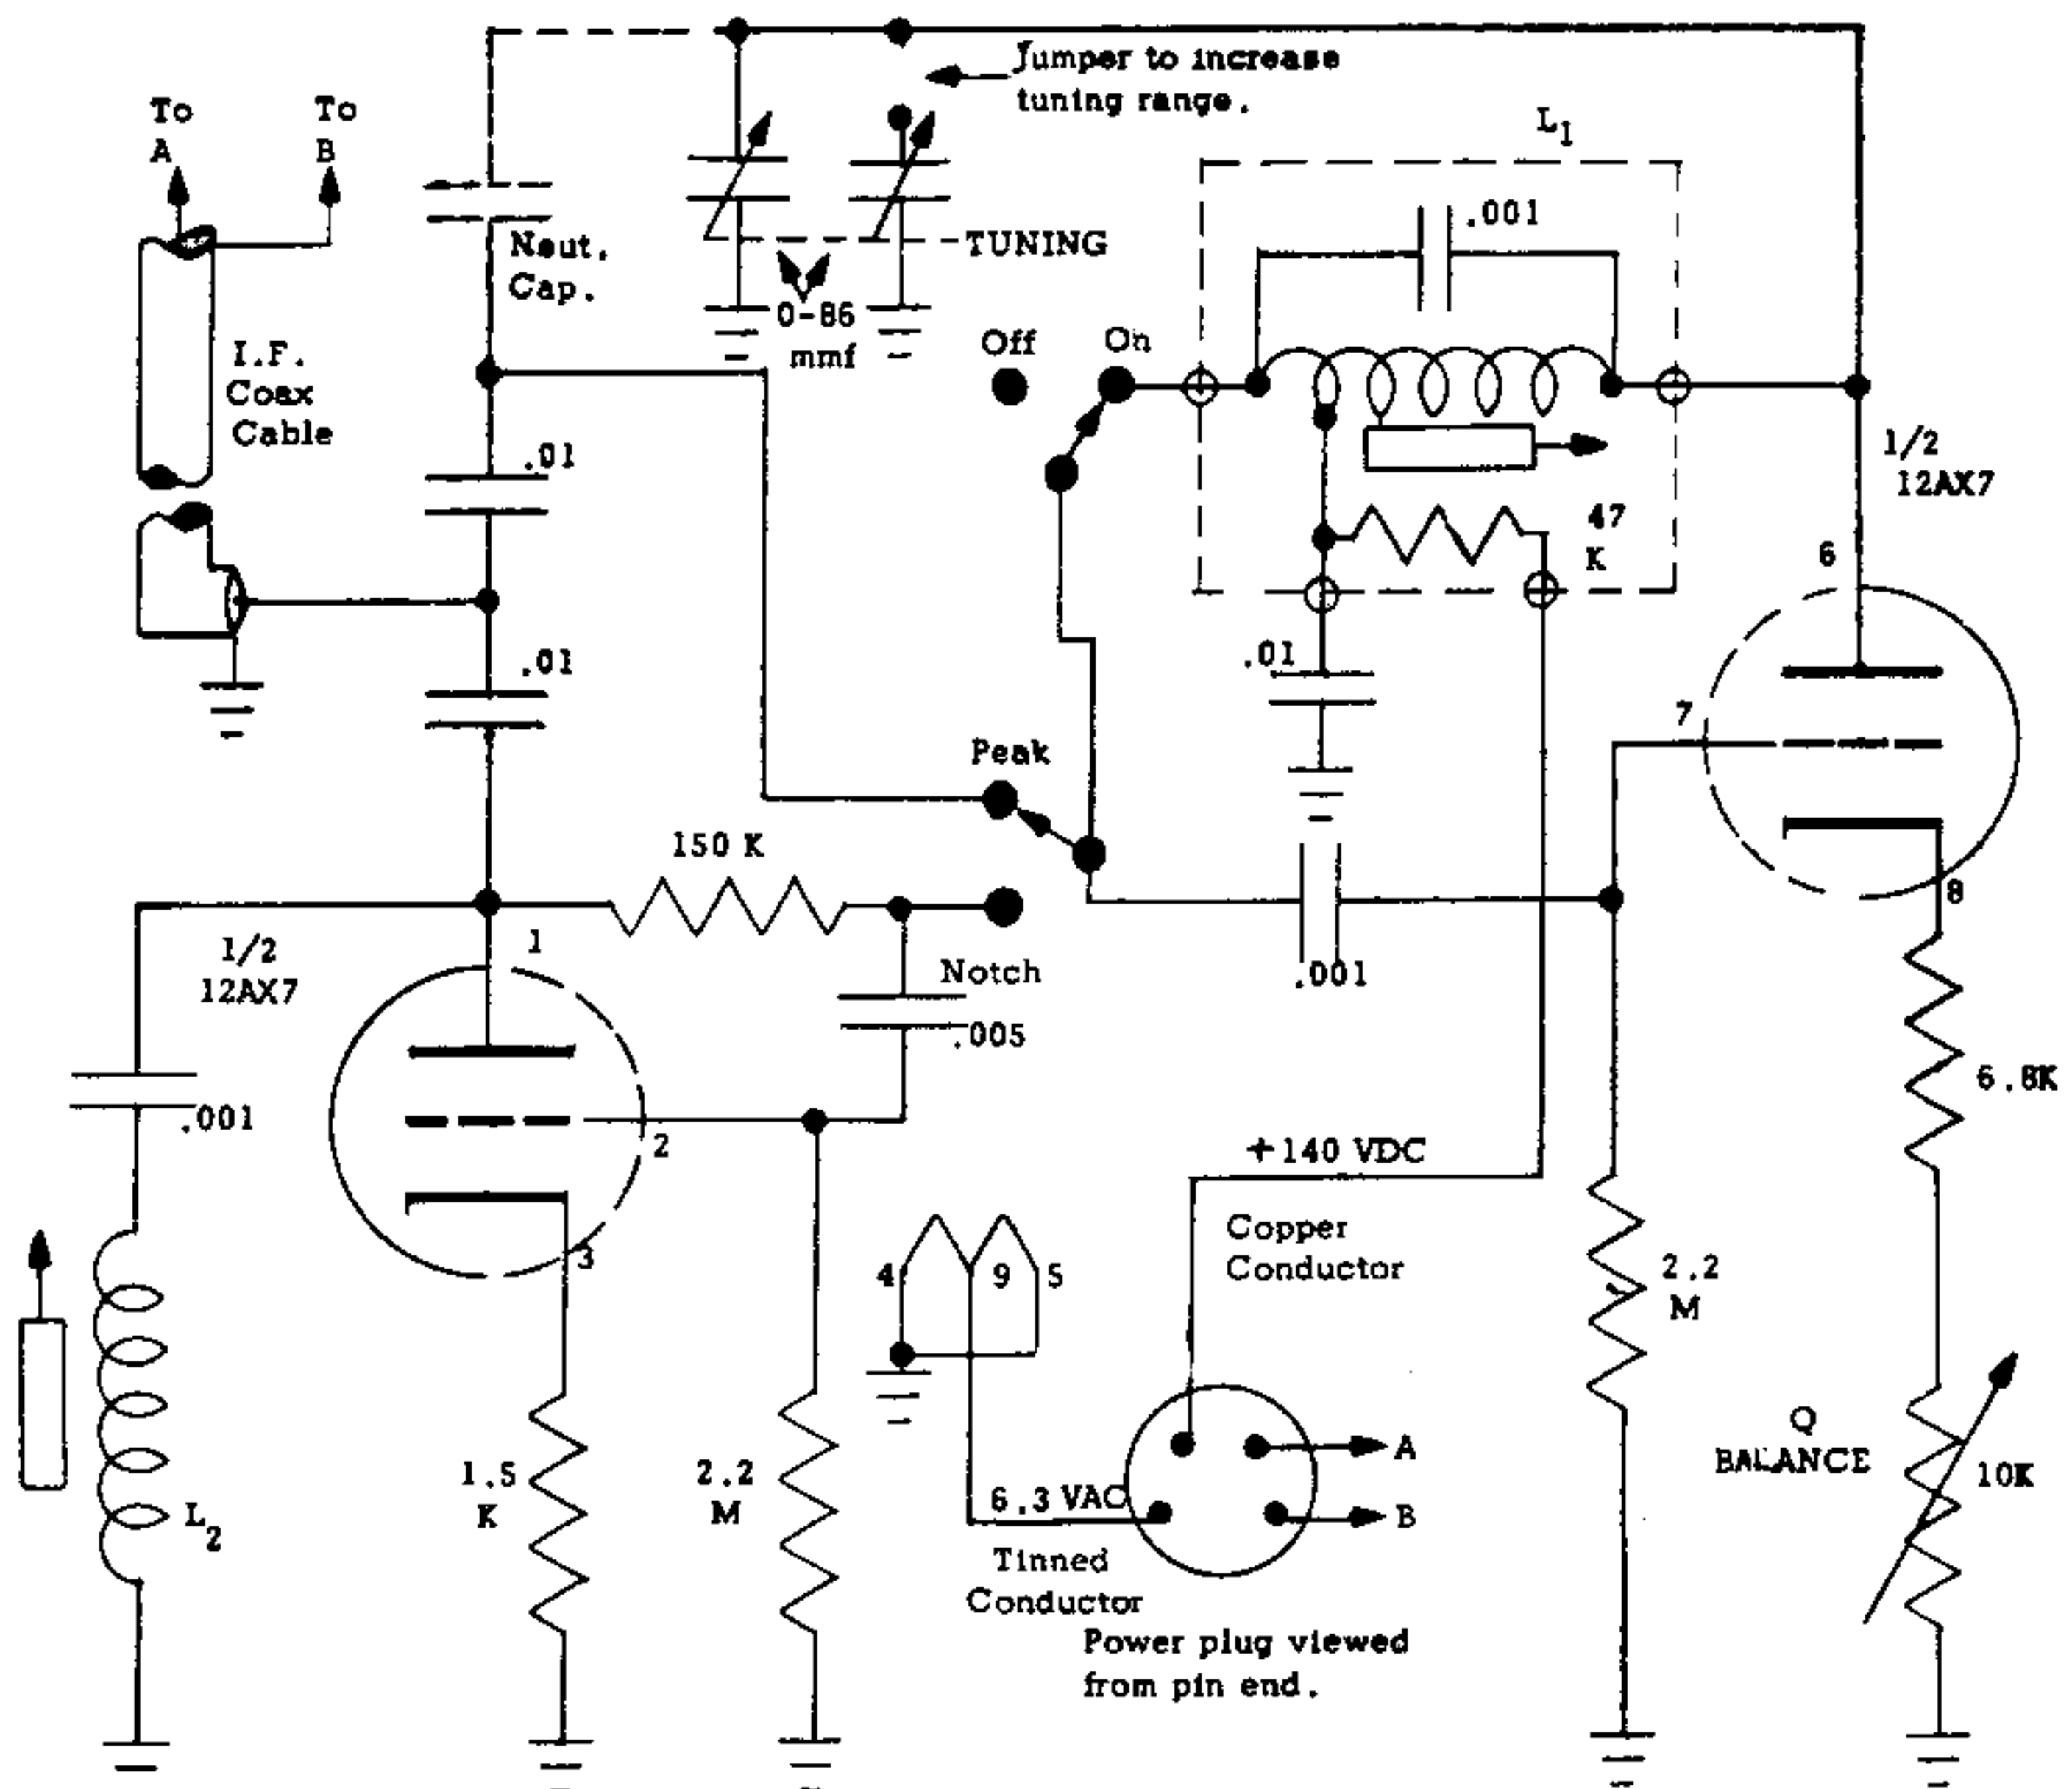 Jumper to increase
tuning range.
To
A
To
B
L1
.001
Neut.
Cap.
TUNING
0-86
mmf
Off
On
I.F.
Coax
Cable
1/2
12AX7
.01
47
K
6
.01
.01
7
Peak
150 K
8
1/2
12AX7
1
Notch
.001
.005
6.8K
.001
2
+140 VDC
Copper
Conductor
3
4
9
5
2.2
M
Q
BALANCE
10K
1.5
K
2.2
M
A
6.3 VAC
B
L2
Tinned
Conductor
Power plug viewed
from pin end.